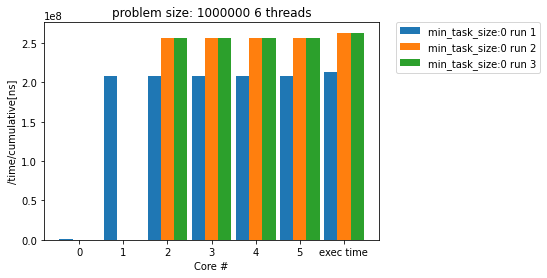 problem size: 1000000 6 threads
1e8
min_task_size:0 run 1
min_task_size:0 run 2
min_task_size:0 run 3
/time/cumulative[ns]
2.5
2.0
1.5
1.0
0.5
0.0
0 1 2 3 4 5 exec time
Core #